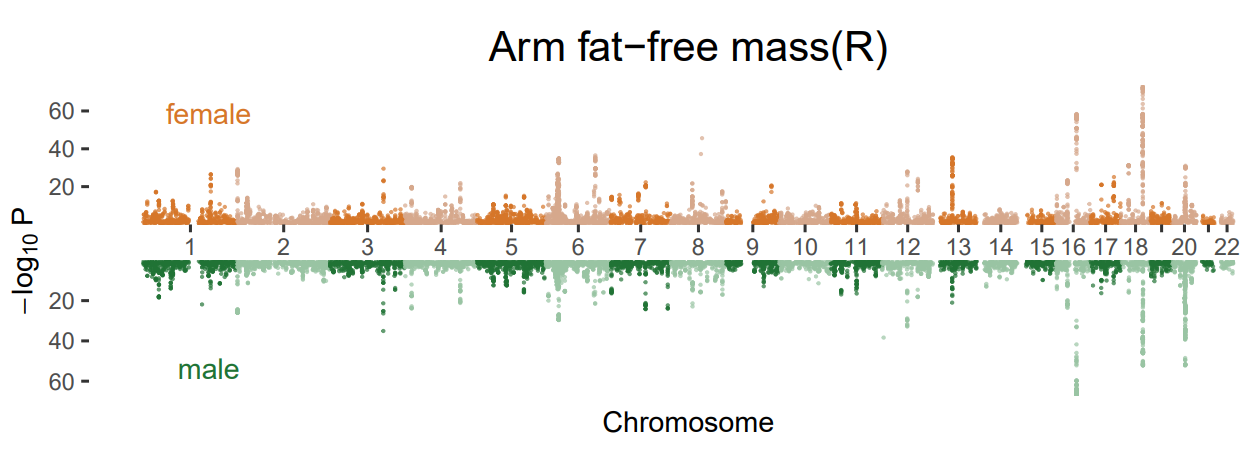 Arm fat−free mass(R)
female
60
40
20
−log10 P
1 2 3 4 5 6 7 8 9 10 11 12 13 14 15 16 17 18 20 22
20
40
60
male
Chromosome